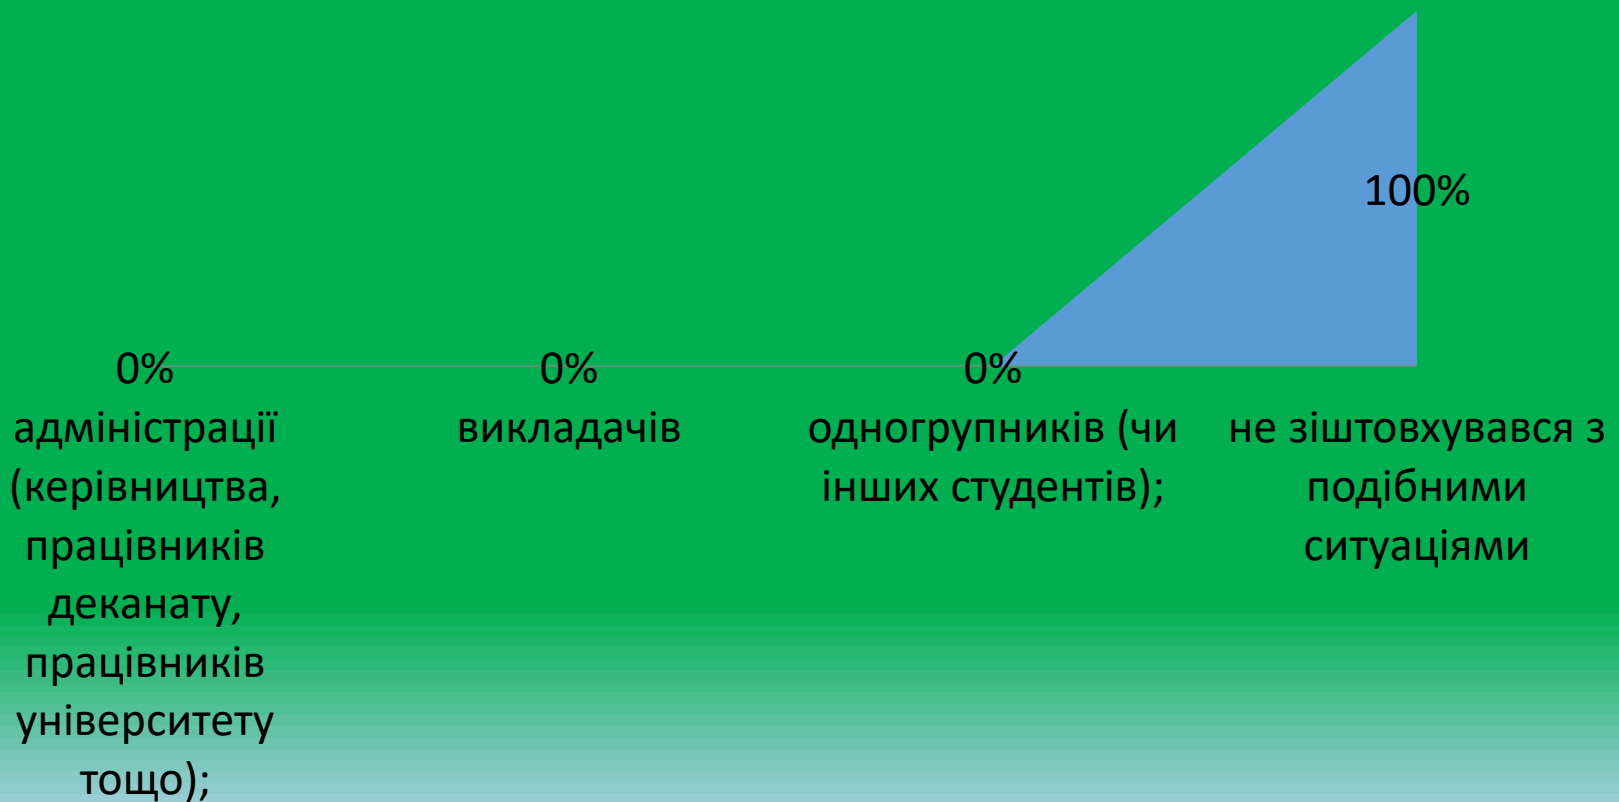 100%
0%
0%
0%
адміністрації
(керівництва,
працівників
деканату,
працівників
університету
тощо);
викладачів
одногрупників (чи
інших студентів);
не зіштовхувався з
подібними
ситуаціями